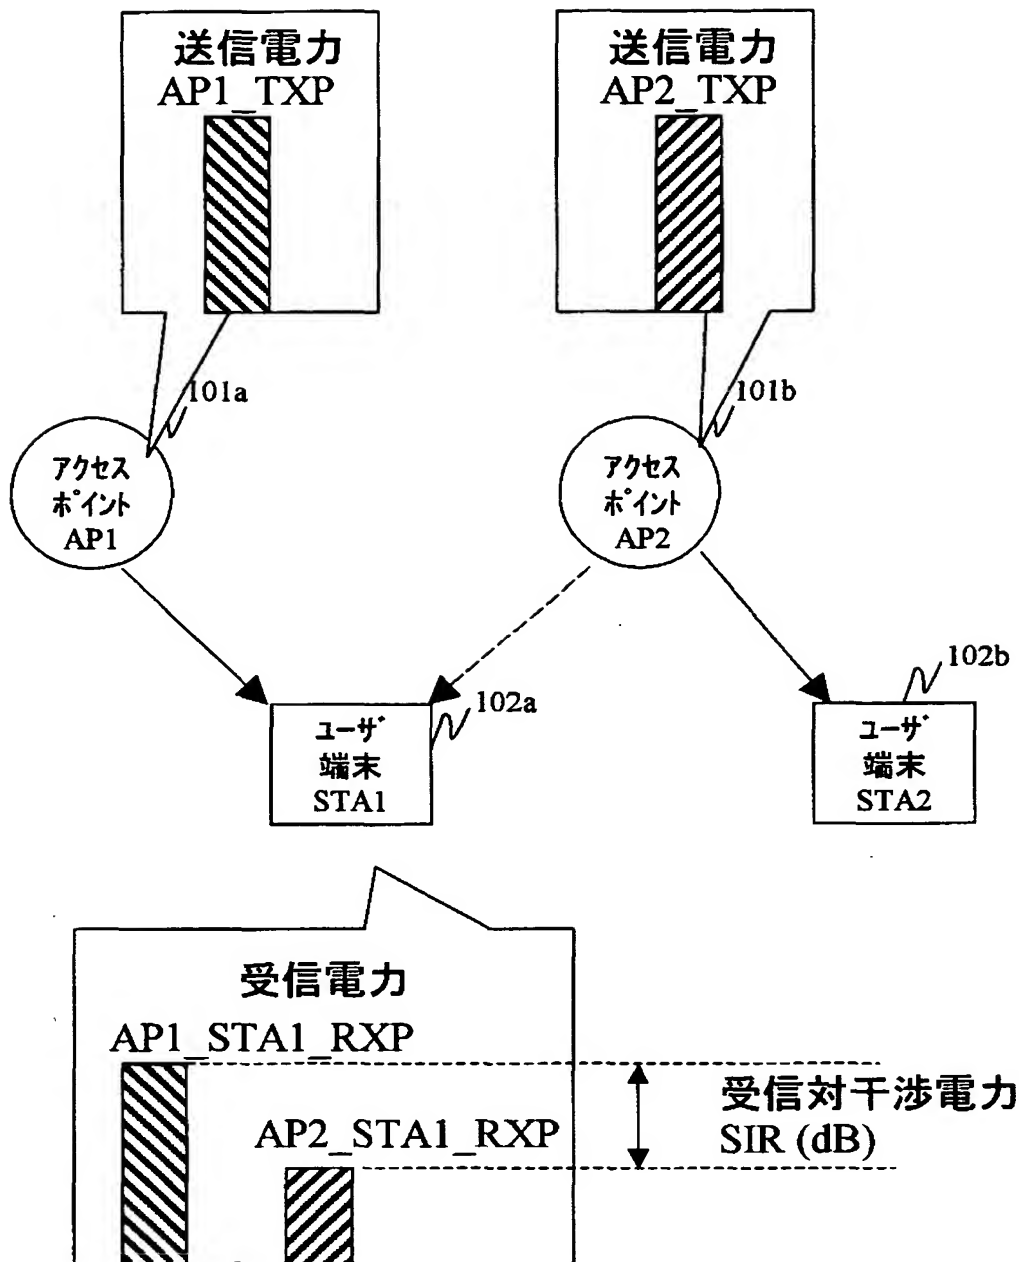 送信電力
AP1_TXP
送信電力
AP2_TXP
101a
101b
アクセス
ポイント
AP1
アクセス
ポイント
AP2
102b
102a
ユーザ
端末
STA1
ユーザ
端末
STA2
受信電力
AP1_STA1_RXP
AP2_STA1_RXP
受信対干渉電力
SIR (dB)